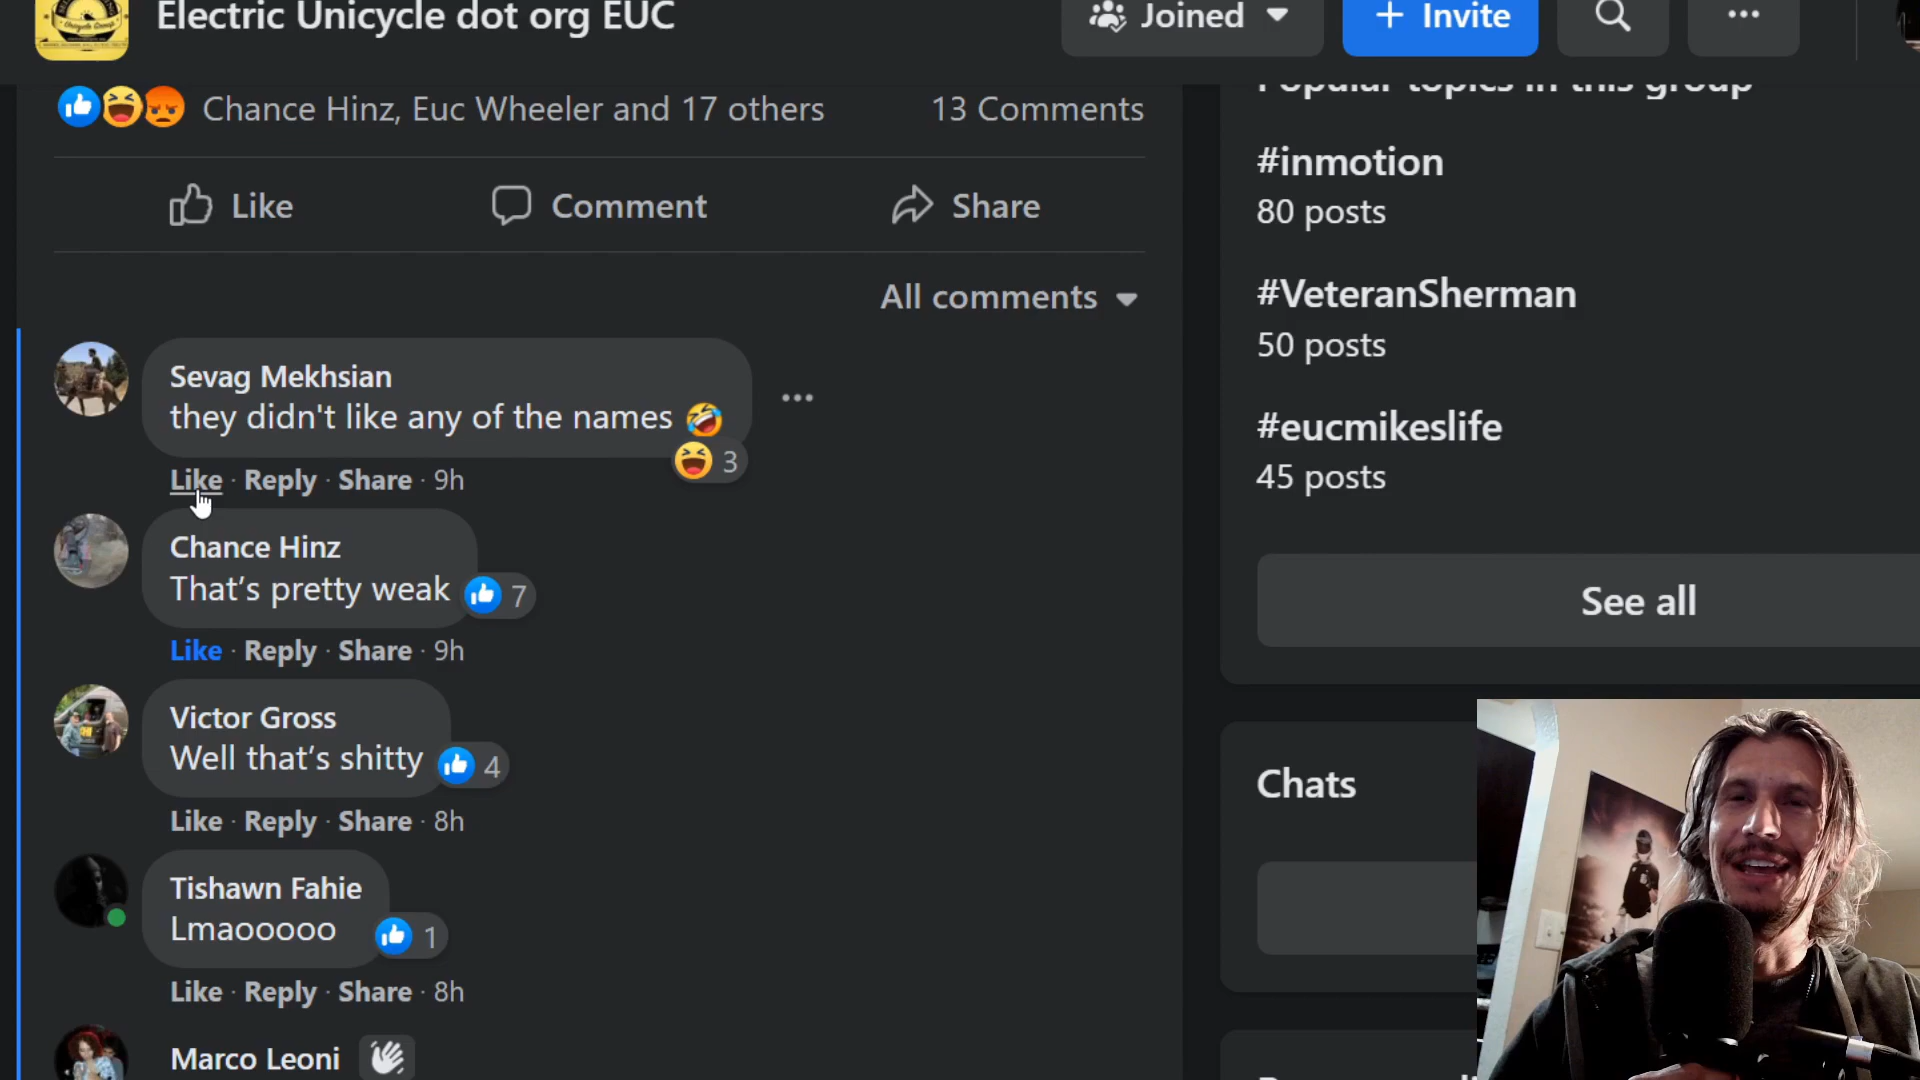 Electric Unicycle dot org EUC
Joined
+ Invite
Chance Hinz, Euc Wheeler and 17 others
13 Comments
Popular topics in this group
#inmotion
80 posts
Like
Comment
Share
#VeteranSherman
50 posts
All comments
#eucmikeslife
45 posts
Sevag Mekhsian
they didn't like any of the names
3
Like · Reply · Share · 9h
Chance Hinz
That's pretty weak
7
Like · Reply · Share · 9h
See all
Victor Gross
Well that's shitty
4
Like · Reply · Share · 8h
Chats
Tishawn Fahie
Lmaooooo
1
Like · Reply · Share · 8h
Marco Leoni